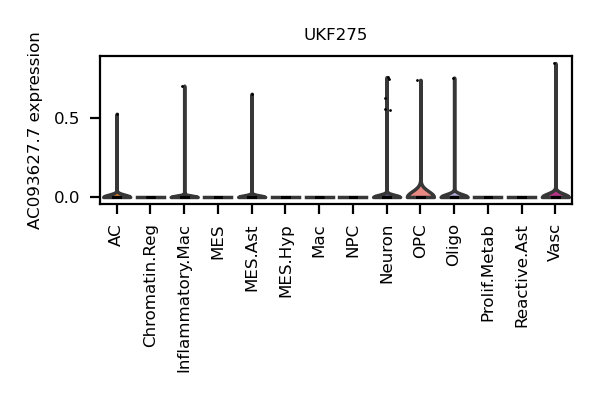 UKF275
AC093627.7 expression
0.5
0.0
AC
Chromatin.Reg
Inflammatory.Mac
MES
MES.Ast
MES.Hyp
Mac
NPC
Neuron
OPC
Oligo
Prolif.Metab
Reactive.Ast
Vasc